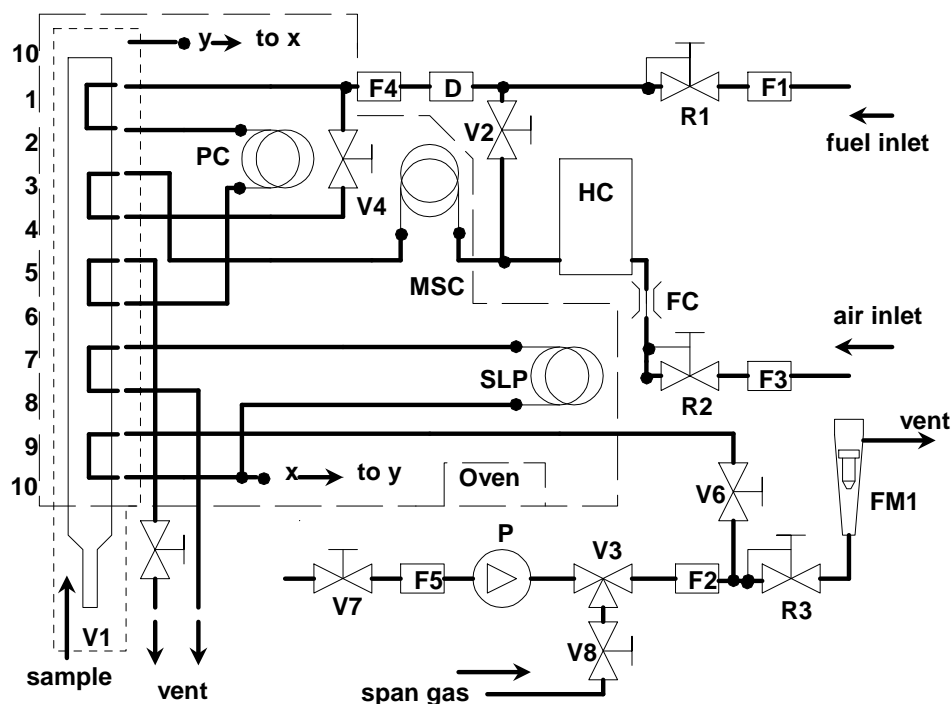 10
y to x
1
F4
D
F1
V2
R1
2
PC
fuel inlet
3
HC
V4
4
5
MSC
FC
6
air inlet
7
SLP
F3
8
R2
vent
9
10
x to y
Oven
V6
FM1
P
V3
F5
F2
V7
R3
V1
V8
sample
vent
span gas